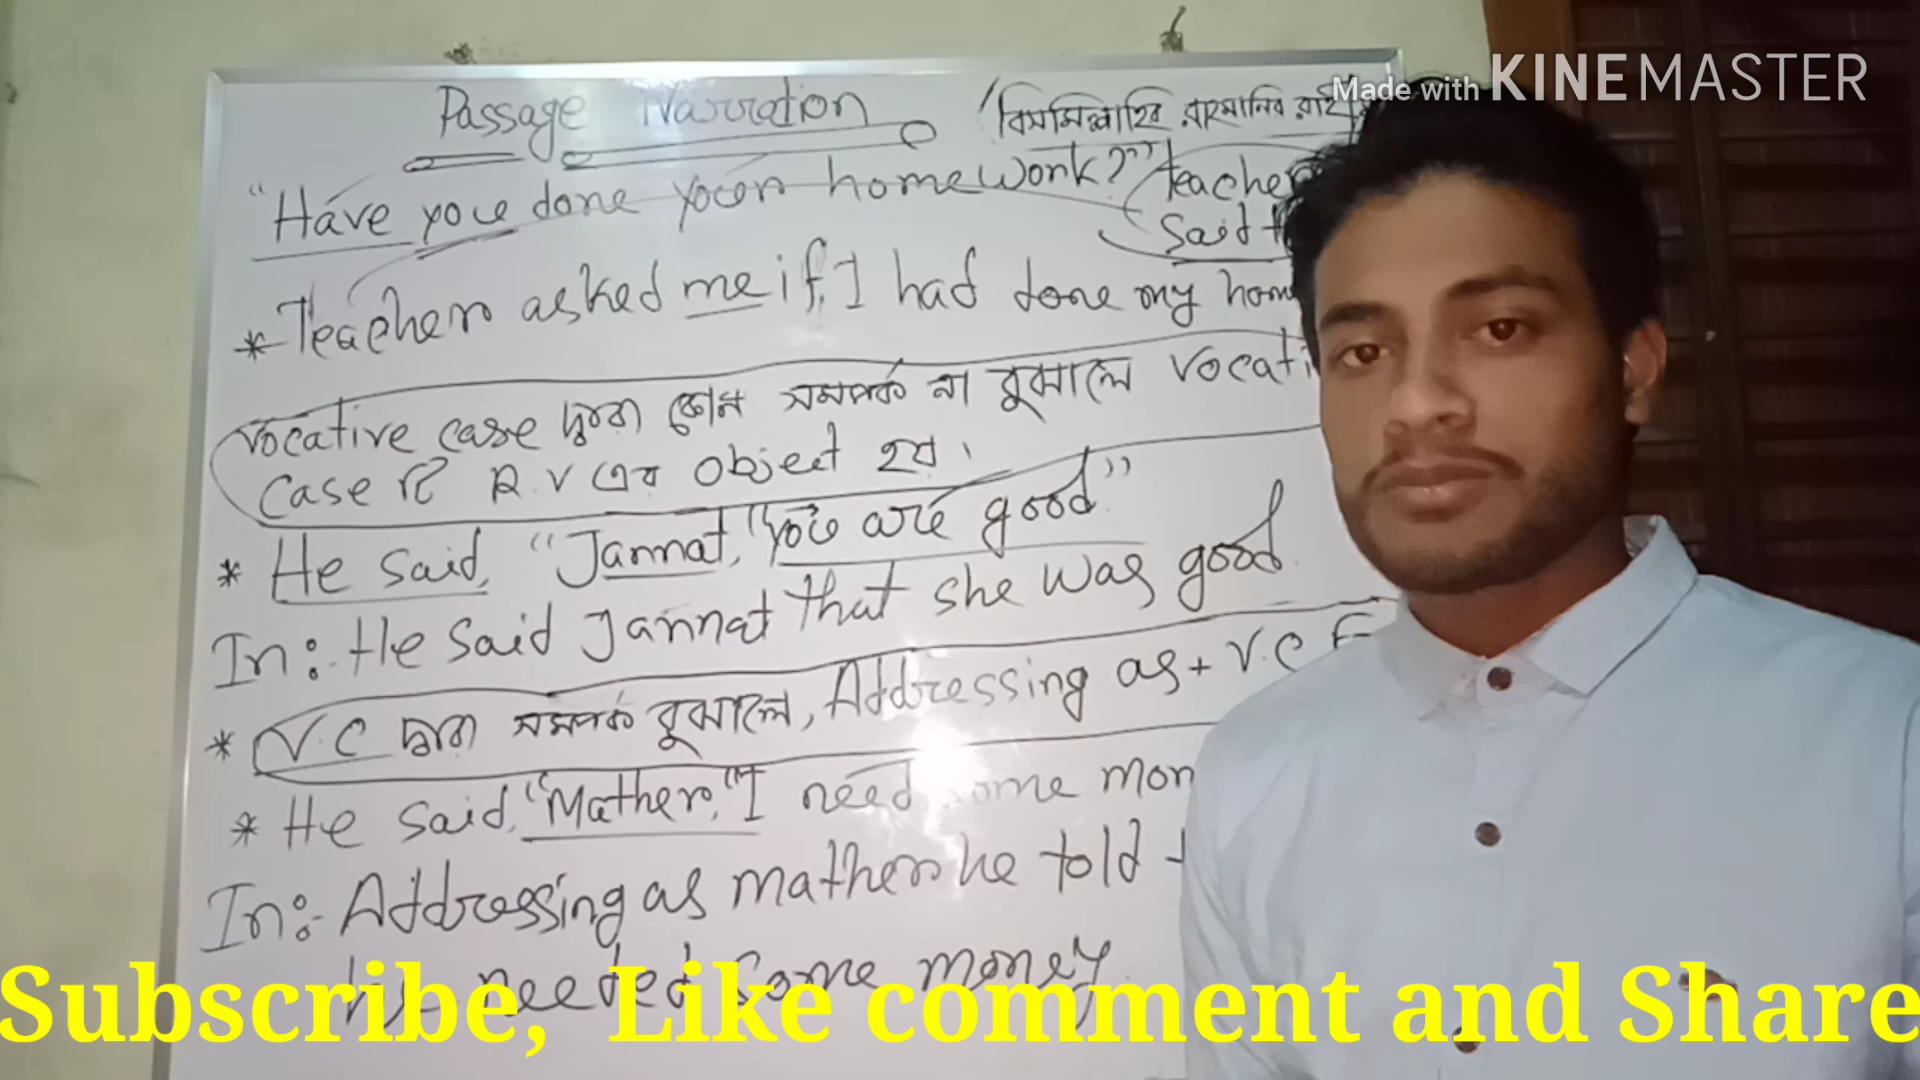 Made with KINEMASTER
Passage Narration
বিসমিল্লাহির রাহমানির
"Have you done your homework?" teacher
said
* Teacher asked me if I had done my
Vocative case দ্বারা কোন সম্পর্ক না বুঝালে
case টি R.V এর object হয়।
* He said, "Jannat, "you are good"
In:- He said Jannat that she was good
* V.C দ্বারা সম্পর্ক বুঝালে, Addressing as + V.C
* He said, "Mather," I need some
In:- Addressing as mather he told
he needed some money.
Subscribe, Like comment and Share